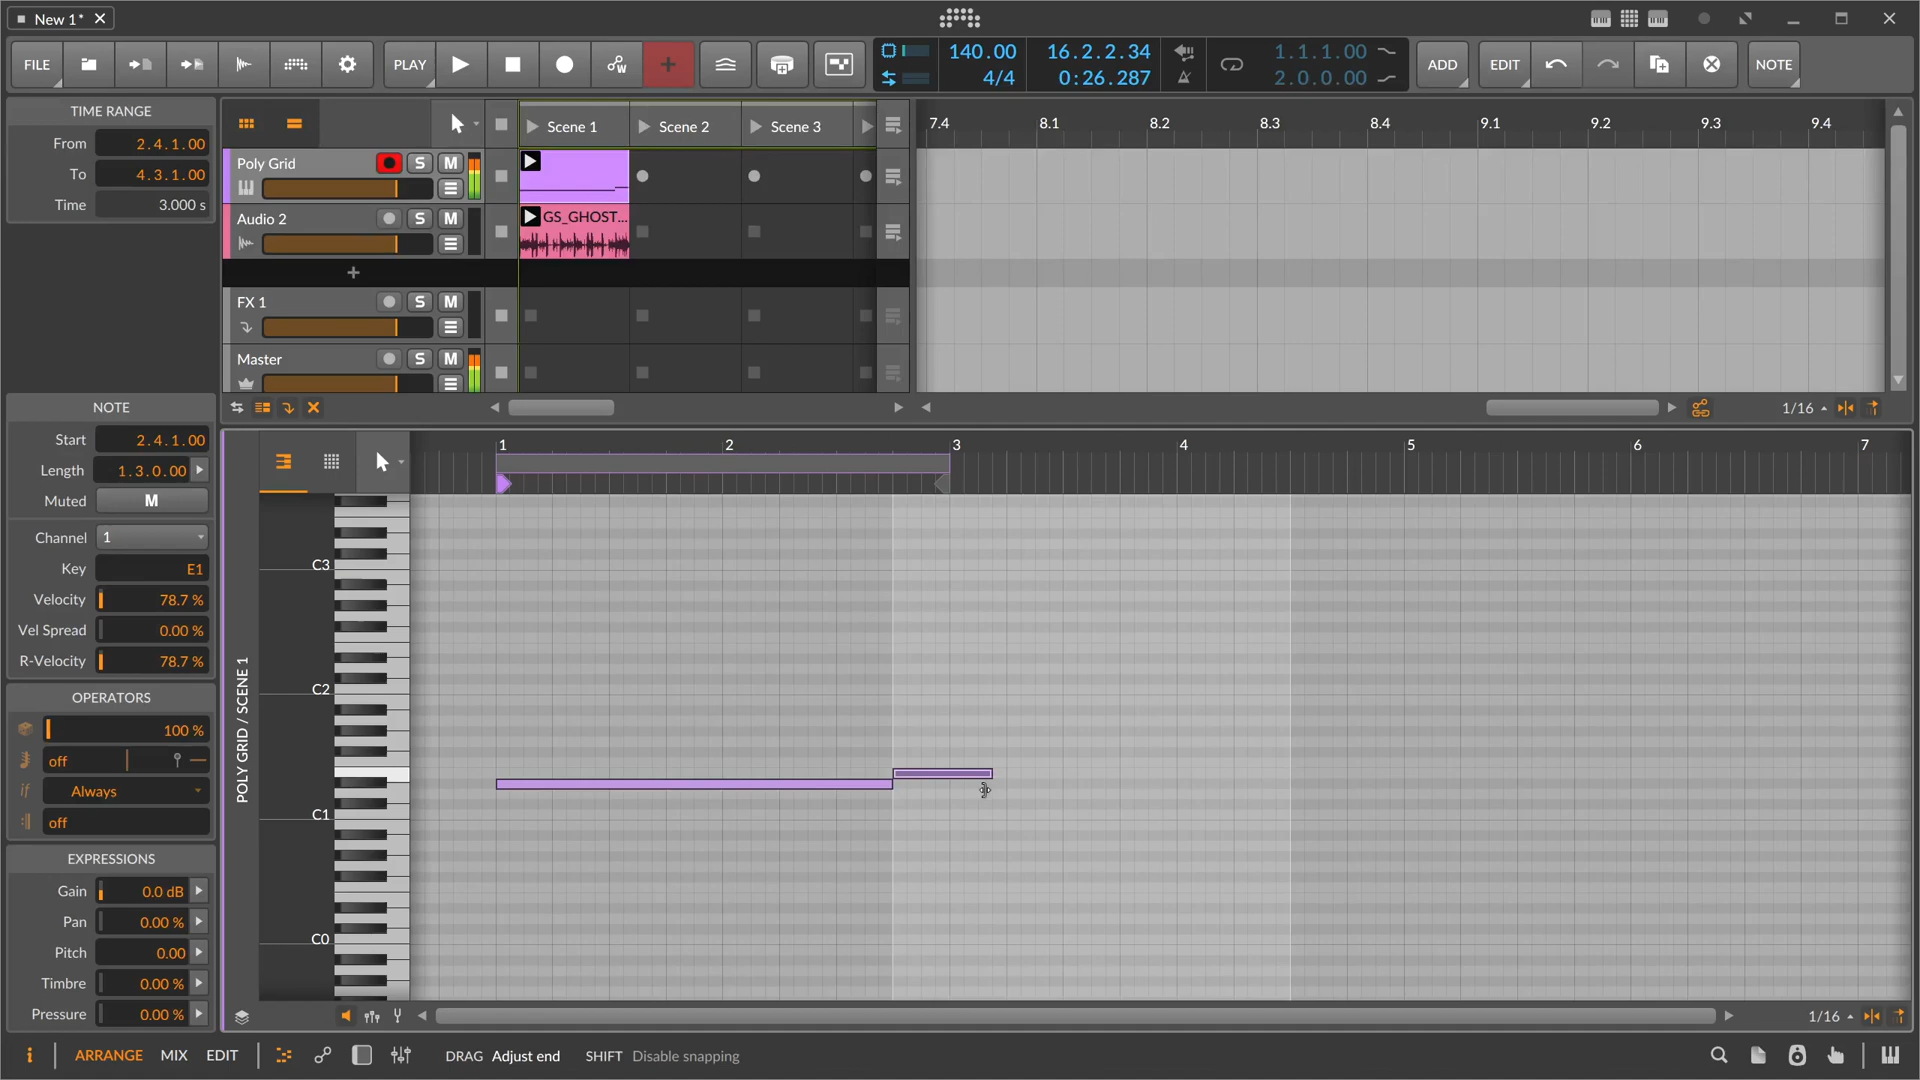 New 1*
FILE
PLAY
140.00
4/4
16.2.2.34
0:26.287
1.1.1.00
2.0.0.00
ADD
EDIT
NOTE
TIME RANGE
From 2.4.1.00
To 4.3.1.00
Time 3.000 s
Scene 1
Scene 2
Scene 3
7.4
8.1
8.2
8.3
8.4
9.1
9.2
9.3
9.4
Poly Grid
S
M
Audio 2
S
M
GS_GHOST...
FX 1
S
M
Master
S
M
1/16
NOTE
Start 2.4.1.00
Length 1.3.0.00
Muted M
Channel 1
Key E1
Velocity 78.7 %
Vel Spread 0.00 %
R-Velocity 78.7 %
OPERATORS
100 %
off
if Always
off
EXPRESSIONS
Gain 0.0 dB
Pan 0.00 %
Pitch 0.00
Timbre 0.00 %
Pressure 0.00 %
POLY GRID / SCENE 1
1
2
3
4
5
6
7
C3
C2
C1
C0
1/16
i
ARRANGE
MIX
EDIT
DRAG Adjust end
SHIFT Disable snapping